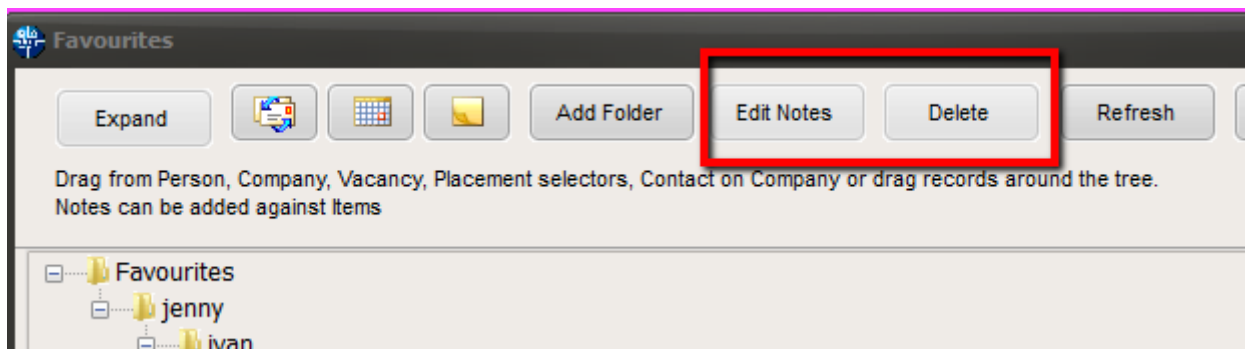 Favourites
Expand Add Folder Edit Notes Delete Refresh
Drag from Person, Company, Vacancy, Placement selectors, Contact on Company or drag records around the tree.
Notes can be added against Items
Favourites
jenny
ivan